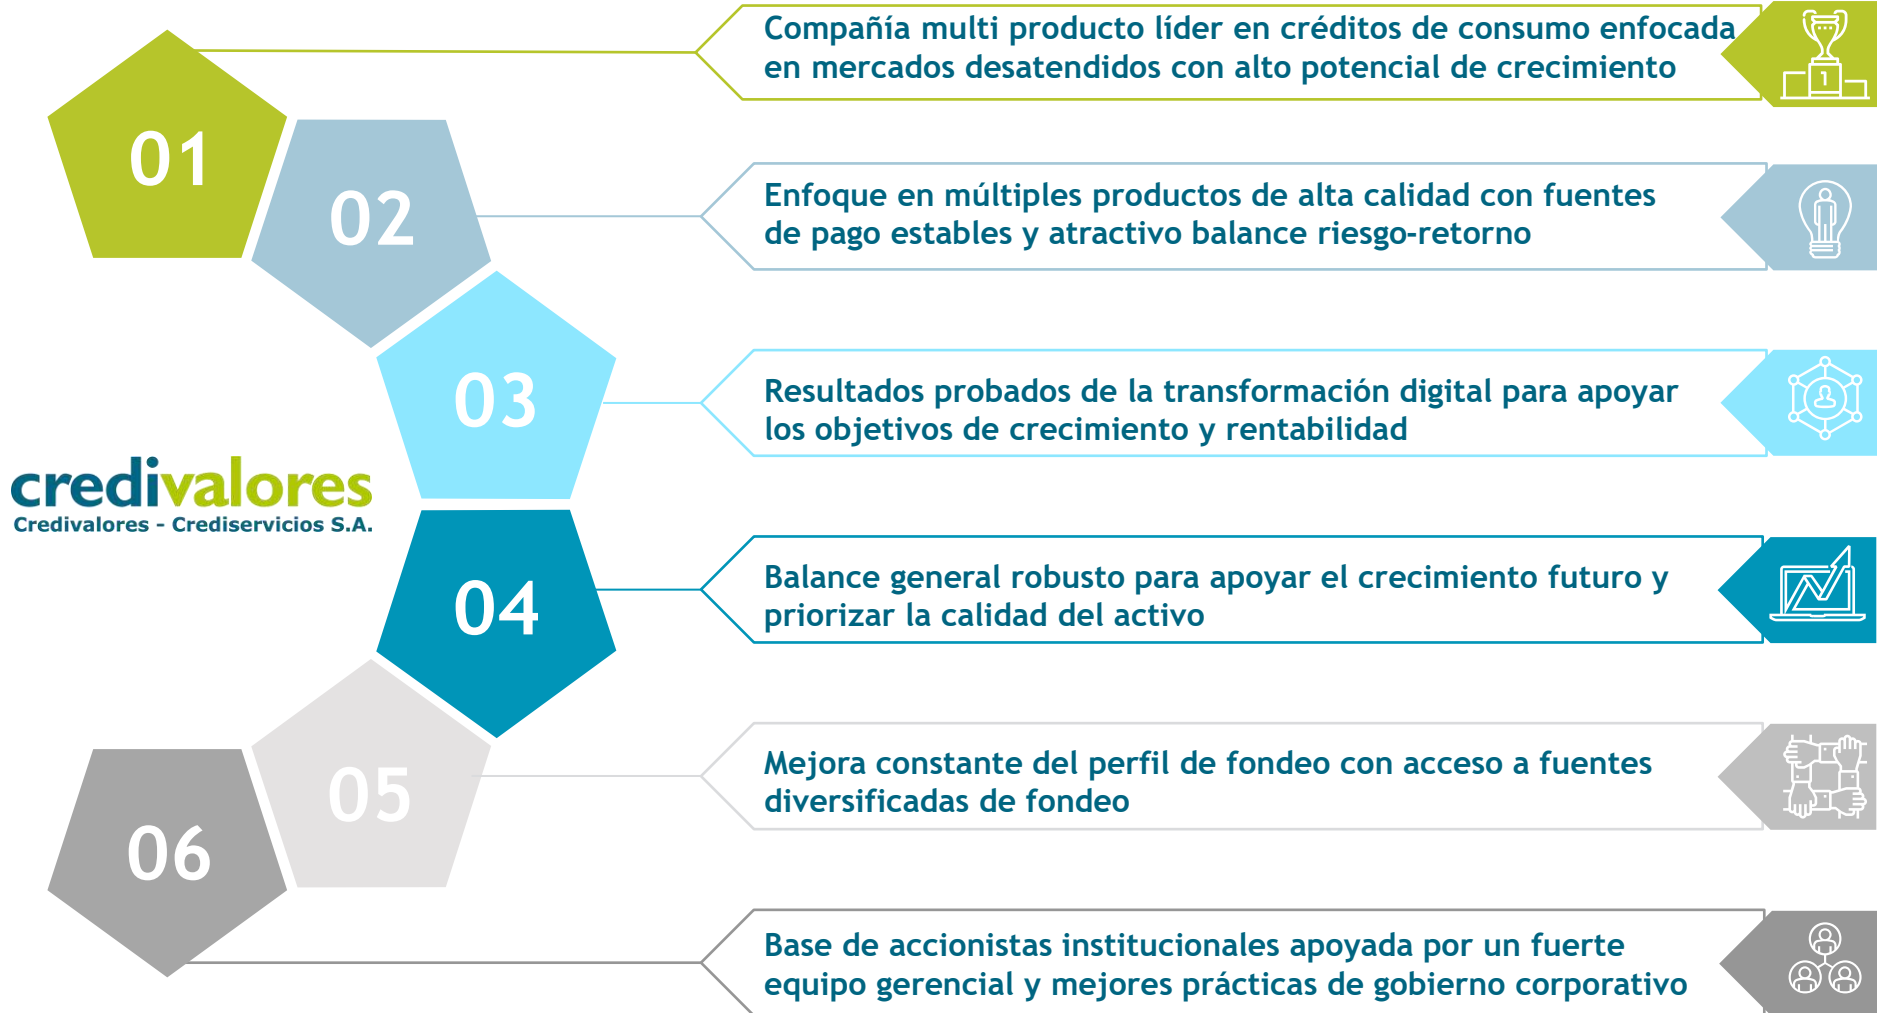 01
Compañía multi producto líder en créditos de consumo enfocada
en mercados desatendidos con alto potencial de crecimiento
1
02
Enfoque en múltiples productos de alta calidad con fuentes
de pago estables y atractivo balance riesgo-retorno
03
Resultados probados de la transformación digital para apoyar
los objetivos de crecimiento y rentabilidad
credivalores
Credivalores - Crediservicios S.A.
04
Balance general robusto para apoyar el crecimiento futuro y
priorizar la calidad del activo
05
Mejora constante del perfil de fondeo con acceso a fuentes
diversificadas de fondeo
06
Base de accionistas institucionales apoyada por un fuerte
equipo gerencial y mejores prácticas de gobierno corporativo